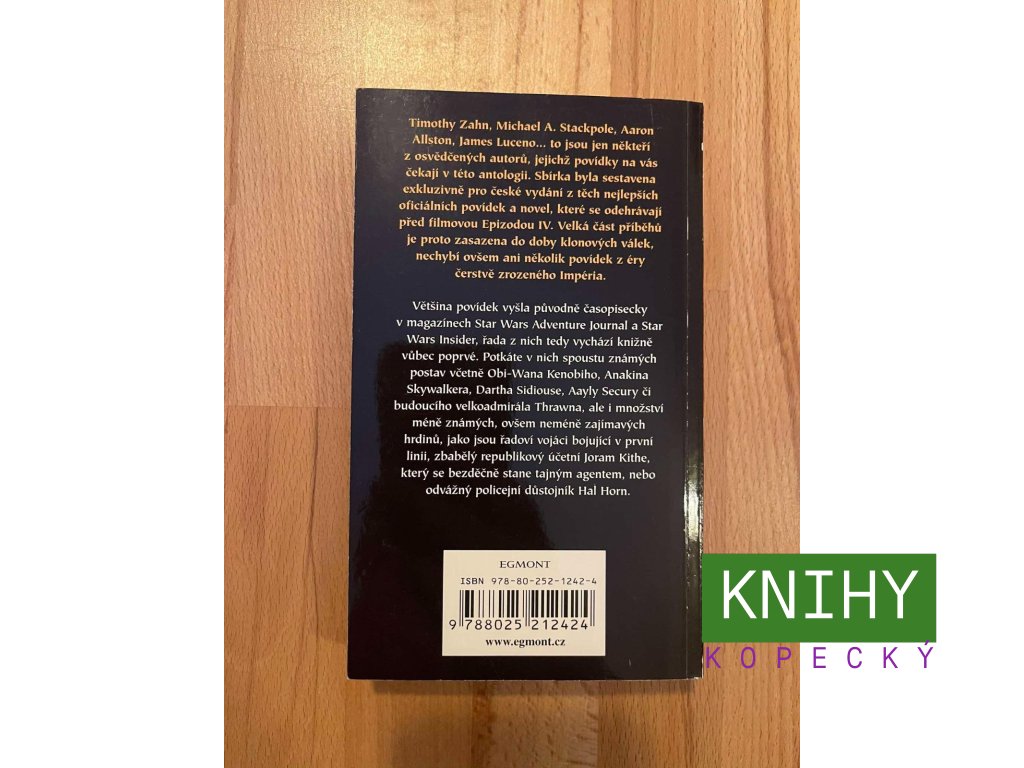 Timothy Zahn, Michael A. Stackpole, Aaron
Allston, James Luceno... to jsou jen někteří
z osvědčených autorů, jejichž povídky na vás
čekají v této antologii. Sbírka byla sestavena
exkluzivně pro české vydání z těch nejlepších
oficiálních povídek a novel, které se odehrávají
před filmovou Epizodou IV. Velká část příběhů
je proto zasazena do doby klonových válek,
nechybí ovšem ani několik povídek z éry
čerstvě zrozeného Impéria.
Většina povídek vyšla původně časopisecky
v magazínech Star Wars Adventure Journal a Star
Wars Insider, řada z nich tedy vychází knižně
vůbec poprvé. Potkáte v nich spoustu známých
postav včetně Obi-Wana Kenobiho, Anakina
Skywalkera, Dartha Sidiouse, Aayly Secury či
budoucího velkoadmirála Thrawna, ale i množství
méně známých, ovšem neméně zajímavých
hrdinů, jako jsou řadoví vojáci bojující v první
linii, zbabělý republikový účetní Joram Kithe,
který se bezděčně stane tajným agentem, nebo
odvážný policejní důstojník Hal Horn.
EGMONT
ISBN 978-80-252-1242-4
9 788025 212424
www.egmont.cz
KNIHY
KOPECKÝ